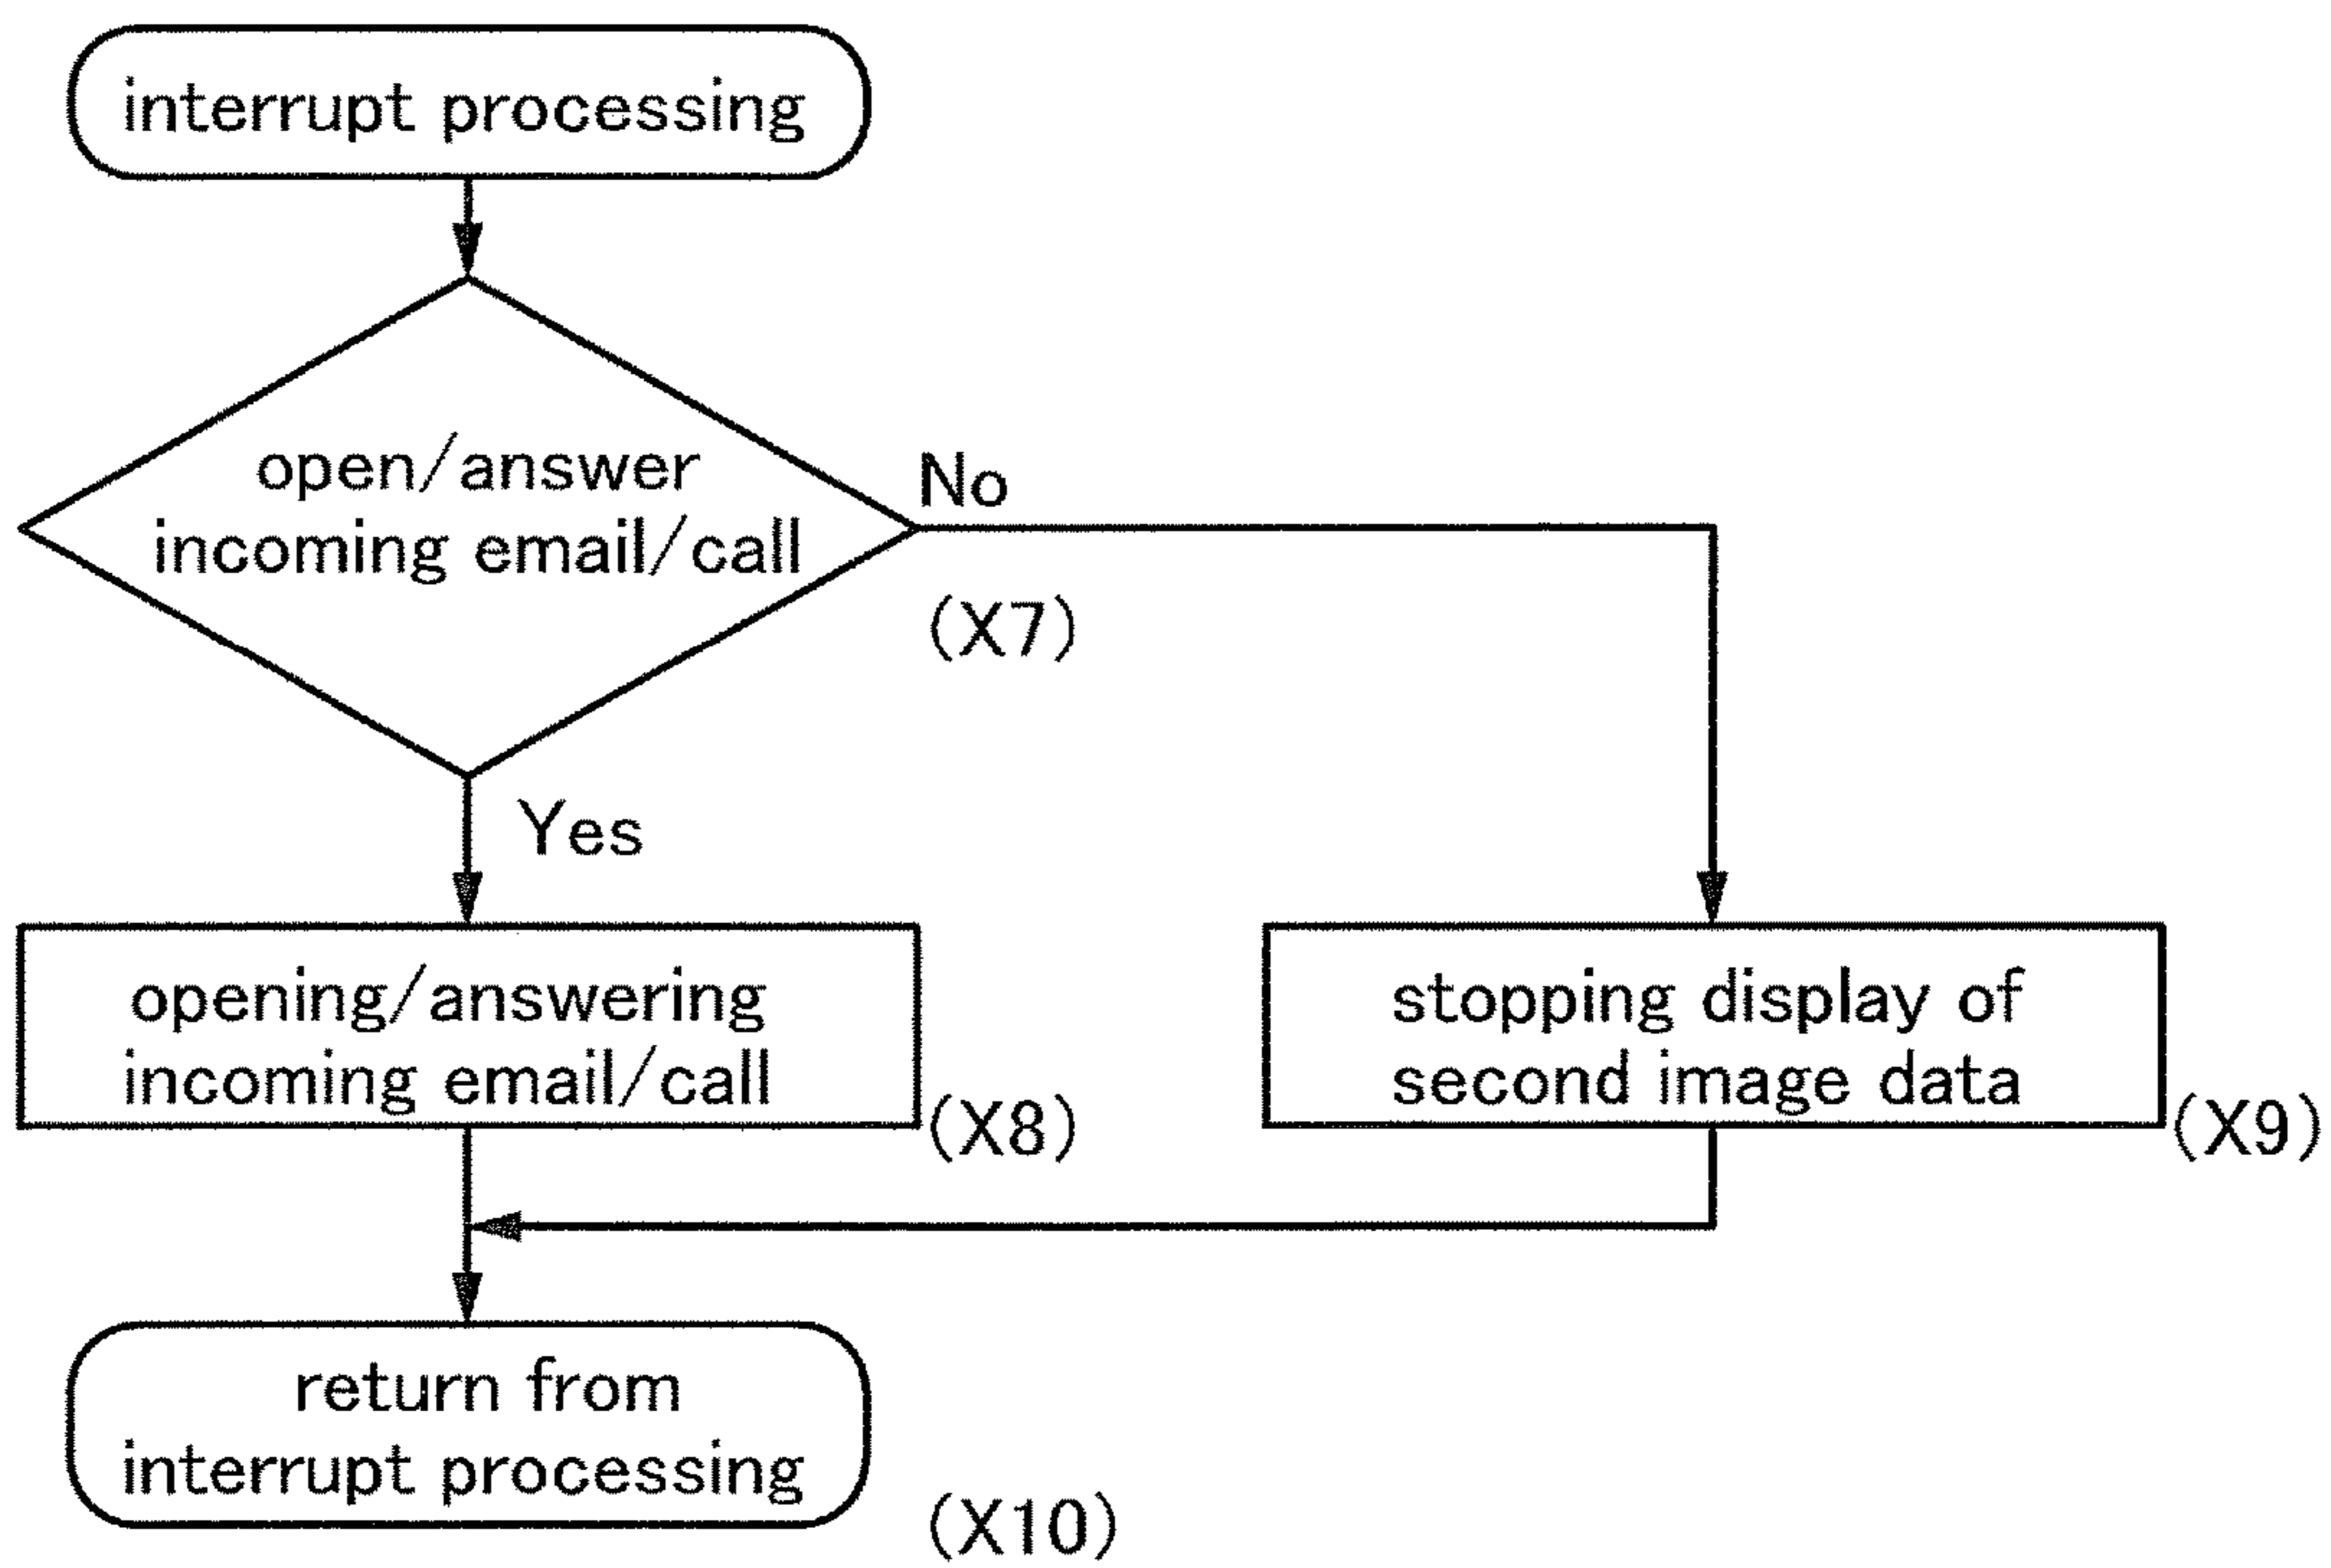 interrupt processing
open/answer
incoming email/call
No
(X7)
Yes
opening/answering
incoming email/call
(X8)
stopping display of
second image data
(X9)
return from
interrupt processing
(X10)